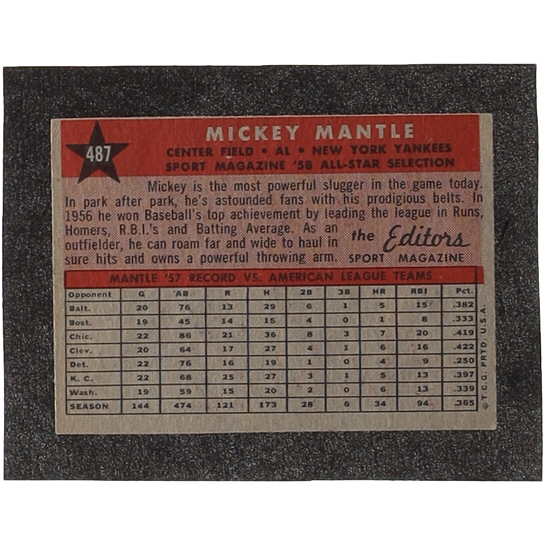 487
MICKEY MANTLE
CENTER FIELD • AL • NEW YORK YANKEES
SPORT MAGAZINE '58 ALL-STAR SELECTION
Mickey is the most powerful slugger in the game today.
In park after park, he's astounded fans with his prodigious belts. In
1956 he won Baseball's top achievement by leading the league in Runs,
Homers, R.B.I.'s and Batting Average. As an
outfielder, he can roam far and wide to haul in
sure hits and owns a powerful throwing arm.
the Editors
SPORT MAGAZINE
MANTLE '57 RECORD VS. AMERICAN LEAGUE TEAMS
Opponent G AB R H 2B 3B HR RBI Pct.
Balt. 20 76 13 29 6 1 5 15 .382
Bost. 19 45 14 15 4 0 1 8 .333
Chic. 22 86 21 36 8 3 7 20 .419
Clev. 20 64 17 27 5 1 6 16 .422
Det. 22 76 16 19 1 0 4 9 .250
K. C. 22 68 25 27 3 1 5 13 .397
Wash. 19 59 15 20 2 0 6 13 .339
SEASON 144 474 121 173 28 6 34 94 .365
© T.C.G. PRTD. U.S.A.